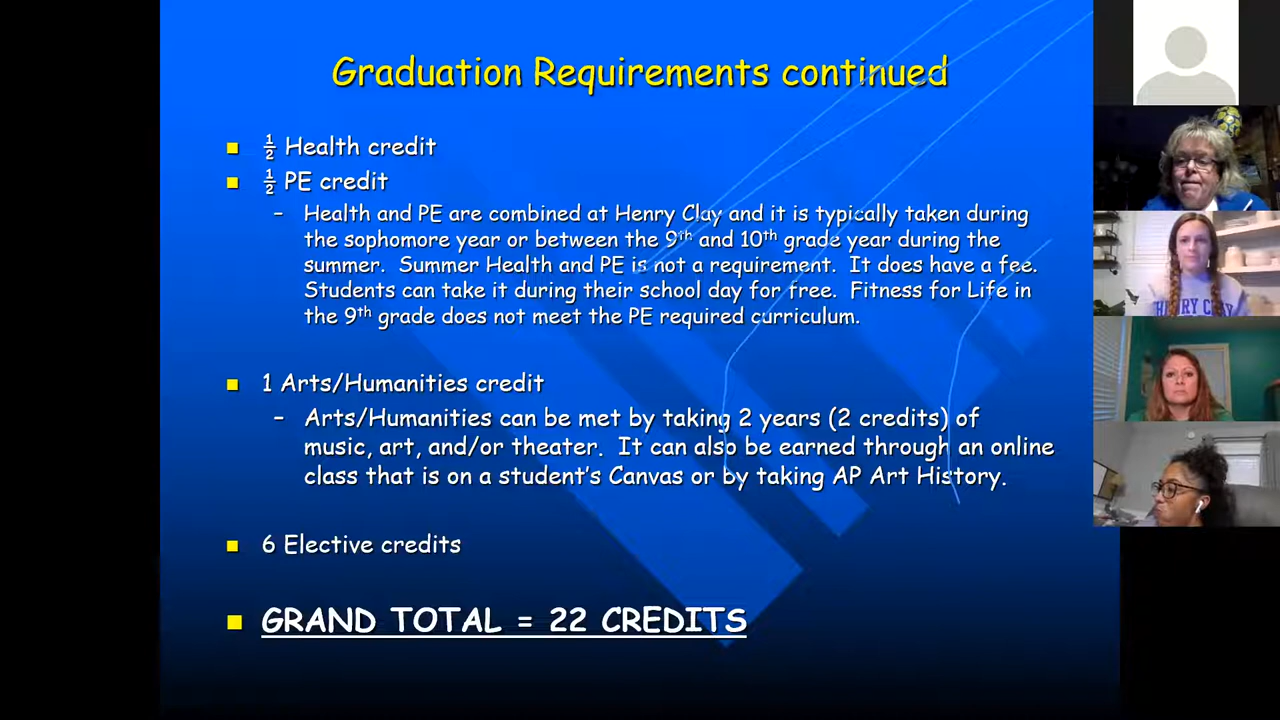 Graduation Requirements continued
½ Health credit
½ PE credit
– Health and PE are combined at Henry Clay and it is typically taken during
the sophomore year or between the 9th and 10th grade year during the
summer. Summer Health and PE is not a requirement. It does have a fee.
Students can take it during their school day for free. Fitness for Life in
the 9th grade does not meet the PE required curriculum.
1 Arts/Humanities credit
– Arts/Humanities can be met by taking 2 years (2 credits) of
music, art, and/or theater. It can also be earned through an online
class that is on a student's Canvas or by taking AP Art History.
6 Elective credits
GRAND TOTAL = 22 CREDITS
HENRY CLAY